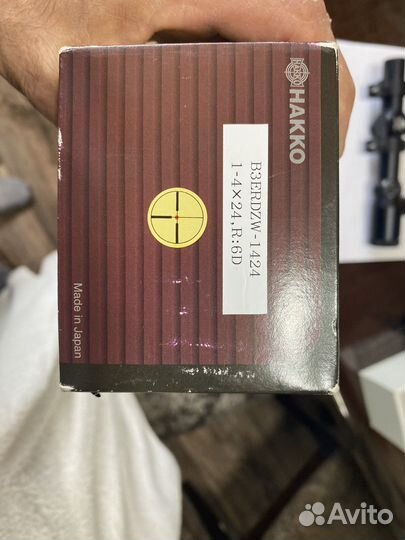 HAKKO
B3ERDZW-1424
1-4×24,R:6D
Made in Japan
Avito